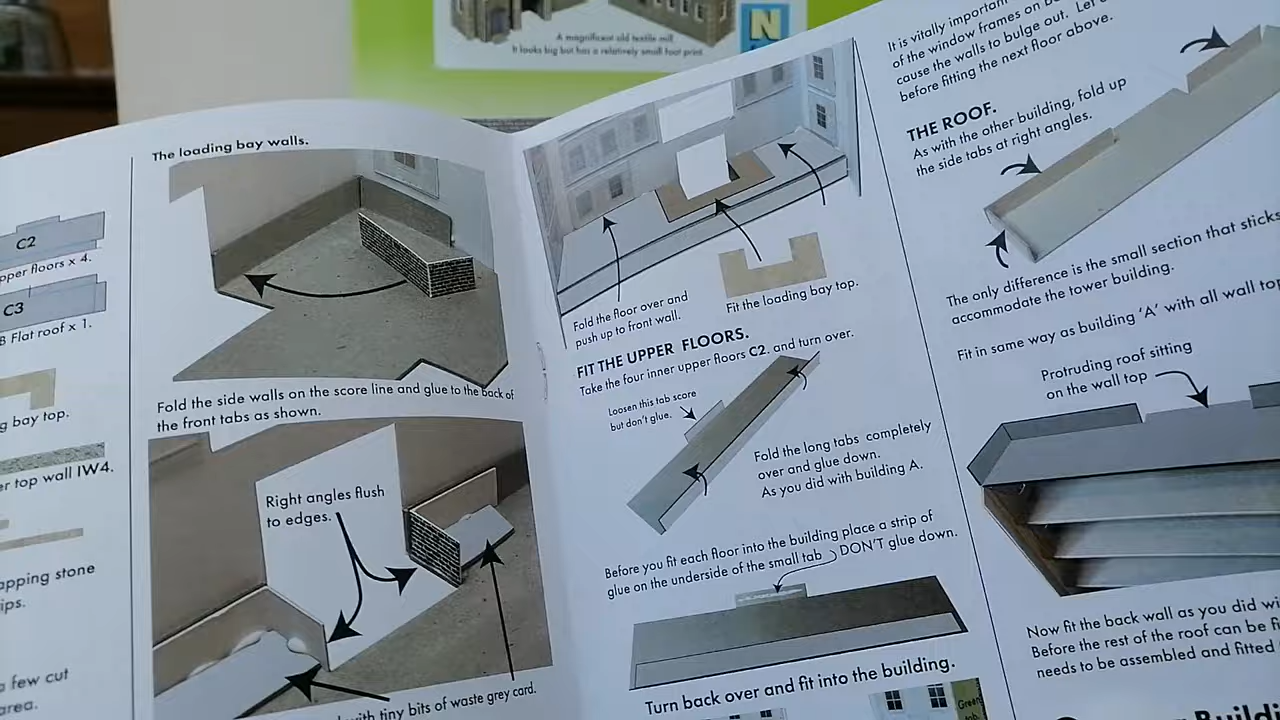 A magnificent old textile mill.
It looks big but has a relatively small foot print
N
C2
upper floors x 4.
C3
B Flat roof x 1.
bay top.
top wall IW4.
apping stone
ips.
a few cut
area.
The loading bay walls.
Fold the side walls on the score line and glue to the back of
the front tabs as shown.
Right angles flush
to edges.
with tiny bits of waste grey card.
Fold the floor over and
push up to front wall.
Fit the loading bay top.
FIT THE UPPER FLOORS.
Take the four inner upper floors C2, and turn over.
Loosen this tab score
but don't glue.
Fold the long tabs completely
over and glue down.
As you did with building A.
Before you fit each floor into the building place a strip of
glue on the underside of the small tab
DON'T glue down.
Turn back over and fit into the building.
Green
It is vitally important
of the window frames on
cause the walls to bulge out. Let
before fitting the next floor above.
THE ROOF.
As with the other building, fold up
the side tabs at right angles.
The only difference is the small section that sticks
accommodate the tower building.
Fit in same way as building 'A' with all wall top
Protruding roof sitting
on the wall top
Now fit the back wall as you did wi
Before the rest of the roof can be fi
needs to be assembled and fitted